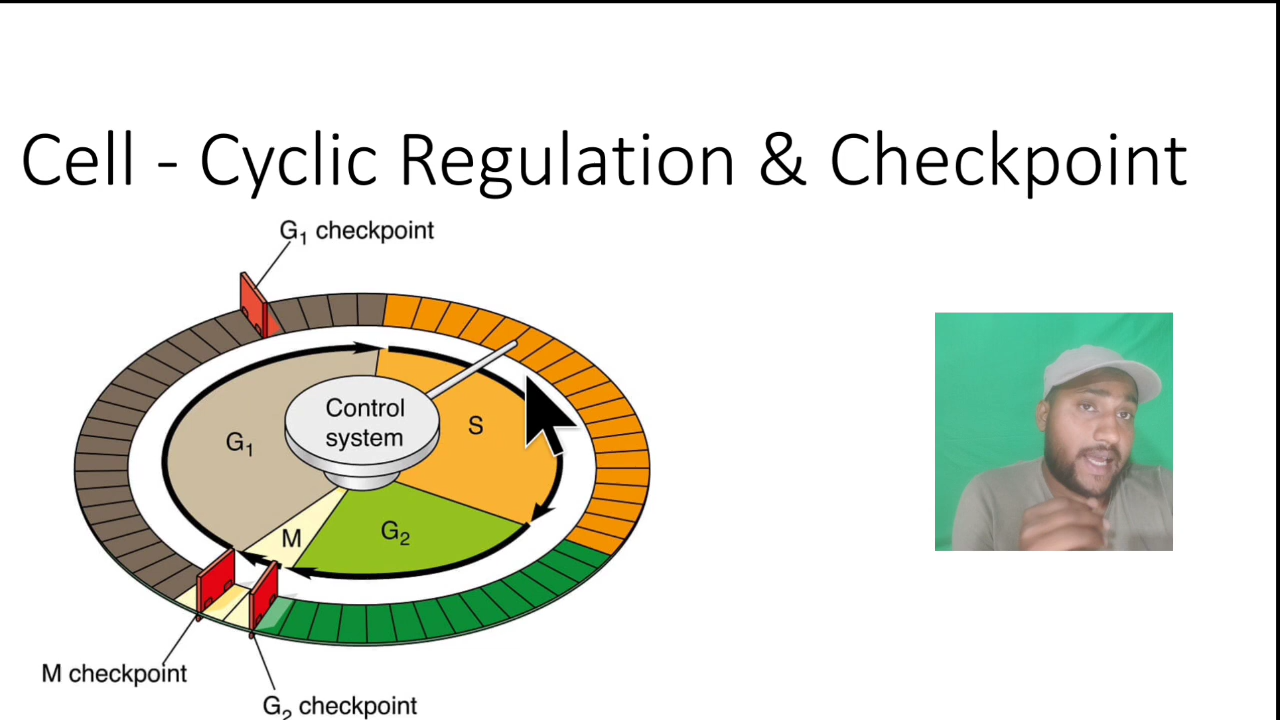 Cell - Cyclic Regulation & Checkpoint
G₁ checkpoint
Control
system
S
G₁
G₂
M
M checkpoint
G₂ checkpoint